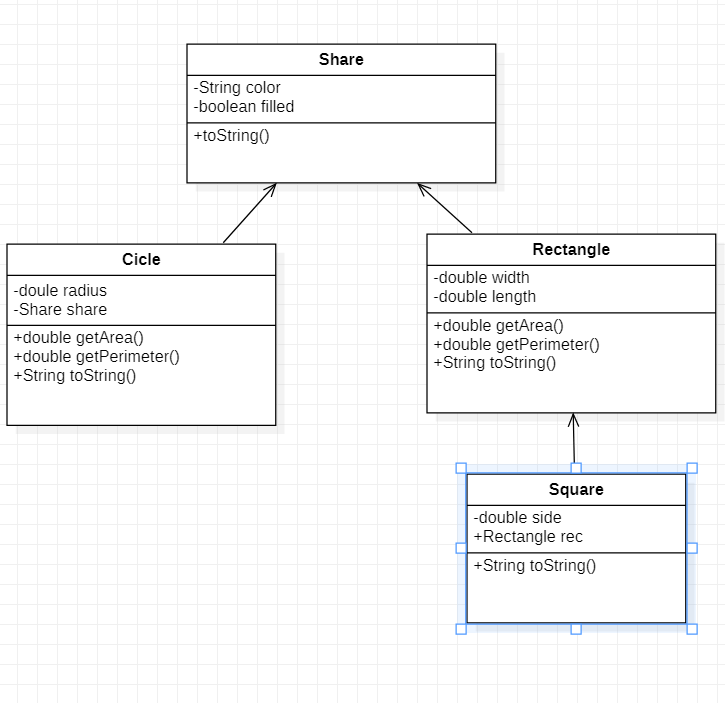 Share
-String color
-boolean filled
+toString()
Cicle
-doule radius
-Share share
+double getArea()
+double getPerimeter()
+String toString()
Rectangle
-double width
-double length
+double getArea()
+double getPerimeter()
+String toString()
Square
-double side
+Rectangle rec
+String toString()